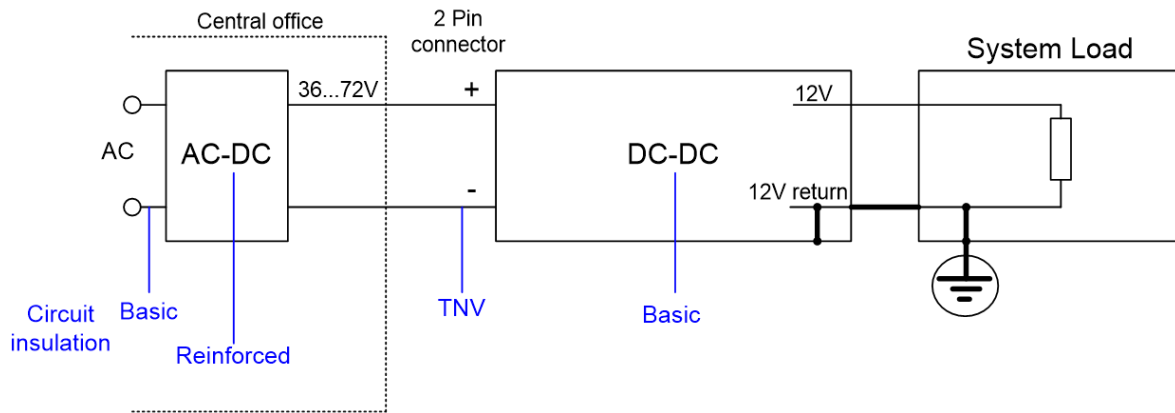 Central office
2 Pin
connector
System Load
36...72V
+
12V
AC
AC-DC
DC-DC
-
12V return
Circuit
insulation
Basic
Reinforced
TNV
Basic